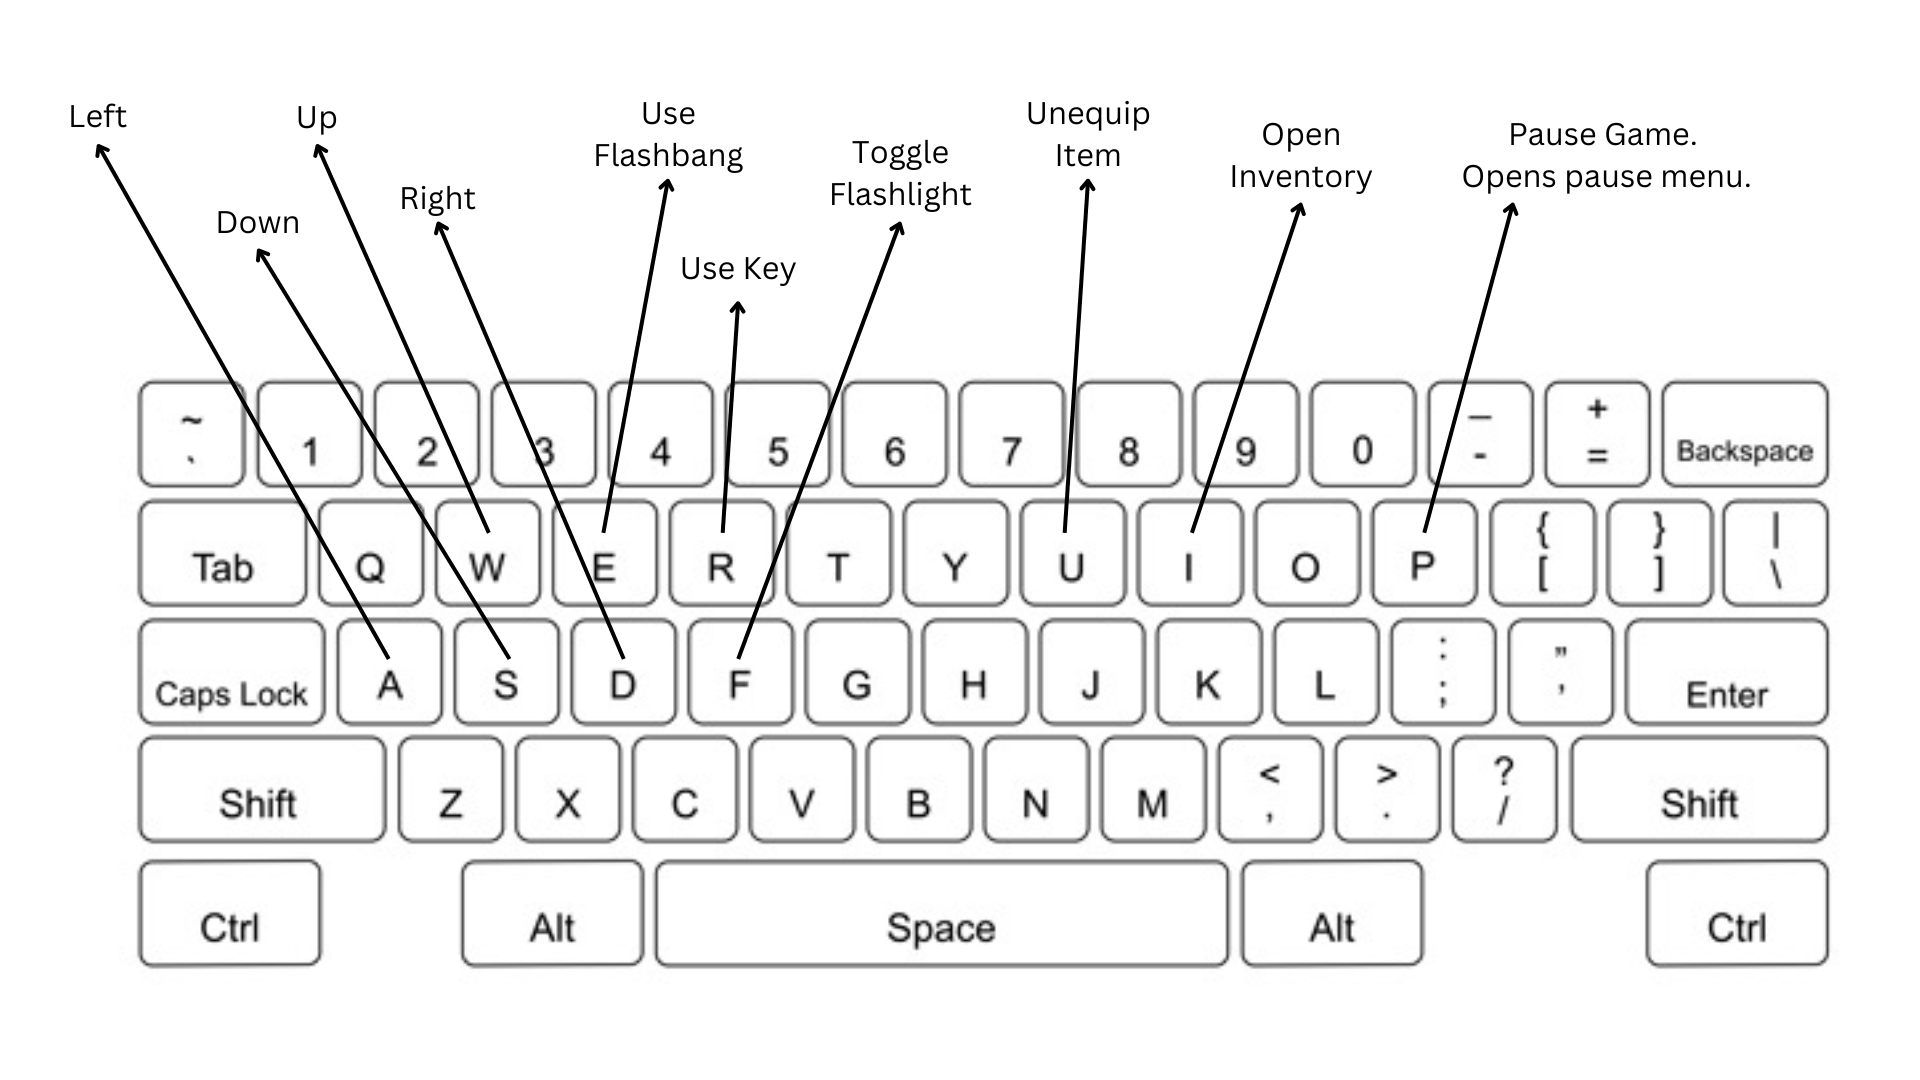 Left
Up
Down
Right
Use
Flashbang
Use Key
Toggle
Flashlight
Unequip
Item
Open
Inventory
Pause Game.
Opens pause menu.
~ ` 1 2 3 4 5 6 7 8 9 0 _ - + = Backspace
Tab Q W E R T Y U I O P { [ } ] | \
Caps Lock A S D F G H J K L : ; " ' Enter
Shift Z X C V B N M < , > . ? / Shift
Ctrl Alt Space Alt Ctrl